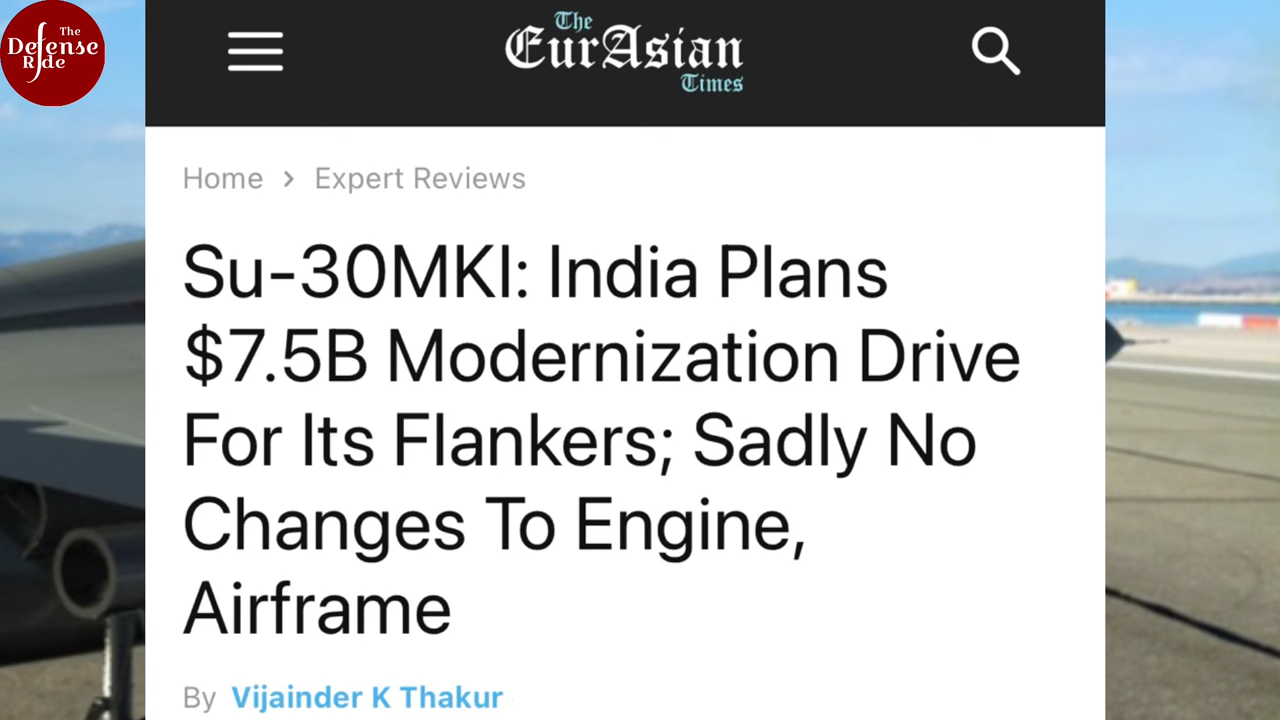 The
Defense
Ride
The
EurAsian
Times
Home > Expert Reviews
Su-30MKI: India Plans
$7.5B Modernization Drive
For Its Flankers; Sadly No
Changes To Engine,
Airframe
By Vijainder K Thakur